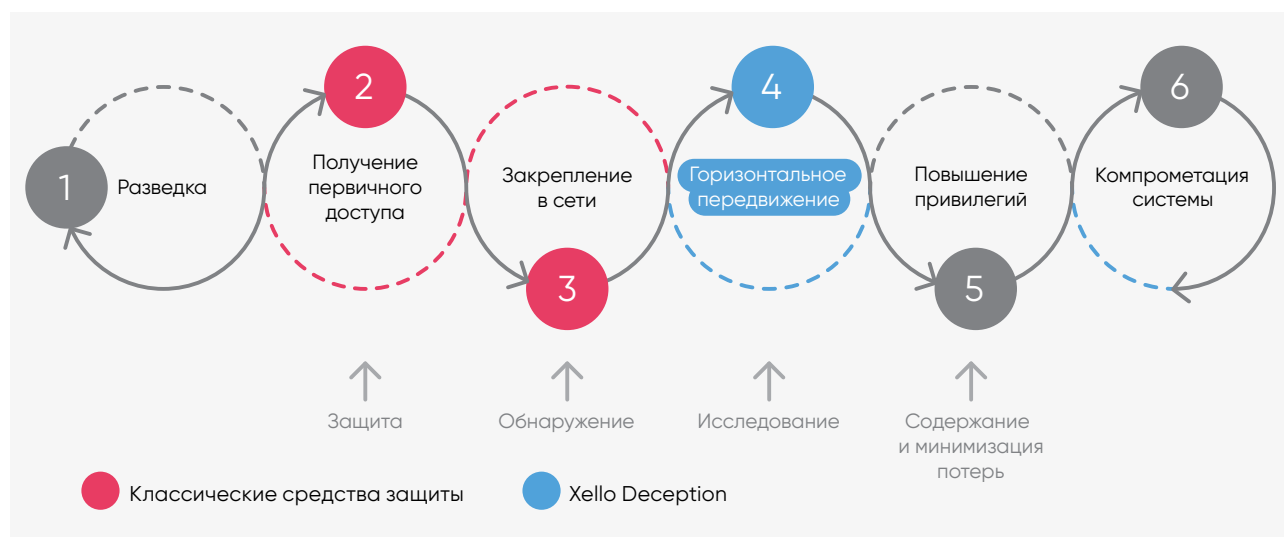 1
Разведка
2
Получение
первичного
доступа
Закрепление
в сети
3
4
Горизонтальное
передвижение
Повышение
привилегий
5
6
Компрометация
системы
Защита
Обнаружение
Исследование
Содержание
и минимизация
потерь
Классические средства защиты
Xello Deception